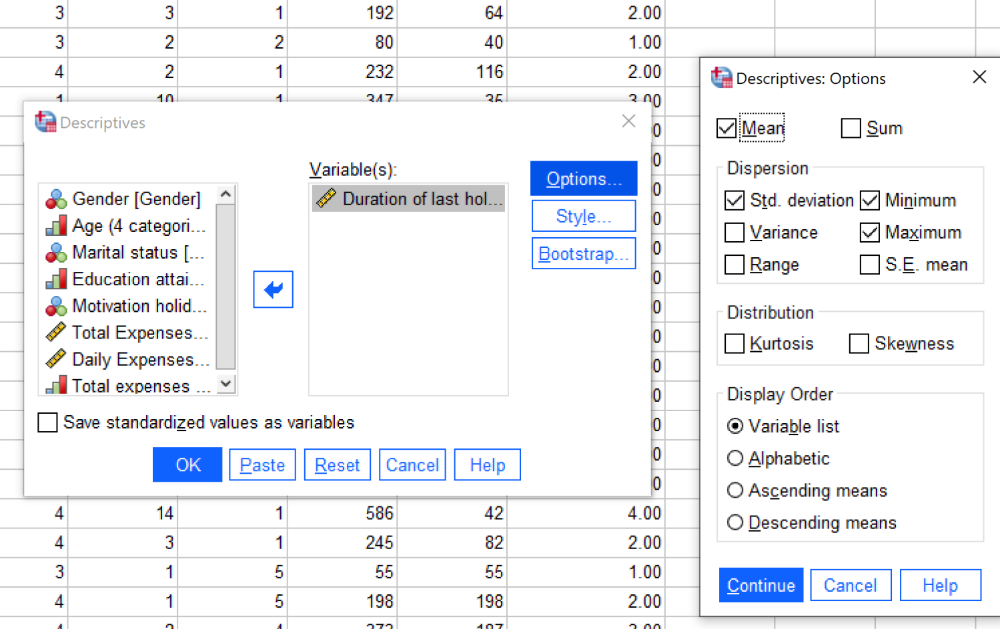 3 3 1 192 64 2.00
3 2 2 80 40 1.00
4 2 1 232 116 2.00
1 10 1 347 35 3.00
Descriptives
Variable(s):
Gender [Gender]
Age (4 categori...
Marital status [...
Education attai...
Motivation holid...
Total Expenses...
Daily Expenses...
Total expenses ...
Duration of last hol...
Options...
Style...
Bootstrap...
Save standardized values as variables
OK Paste Reset Cancel Help
4 14 1 586 42 4.00
4 3 1 245 82 2.00
3 1 5 55 55 1.00
4 1 5 198 198 2.00
Descriptives: Options
Mean Sum
Dispersion
Std. deviation Minimum
Variance Maximum
Range S.E. mean
Distribution
Kurtosis Skewness
Display Order
Variable list
Alphabetic
Ascending means
Descending means
Continue Cancel Help